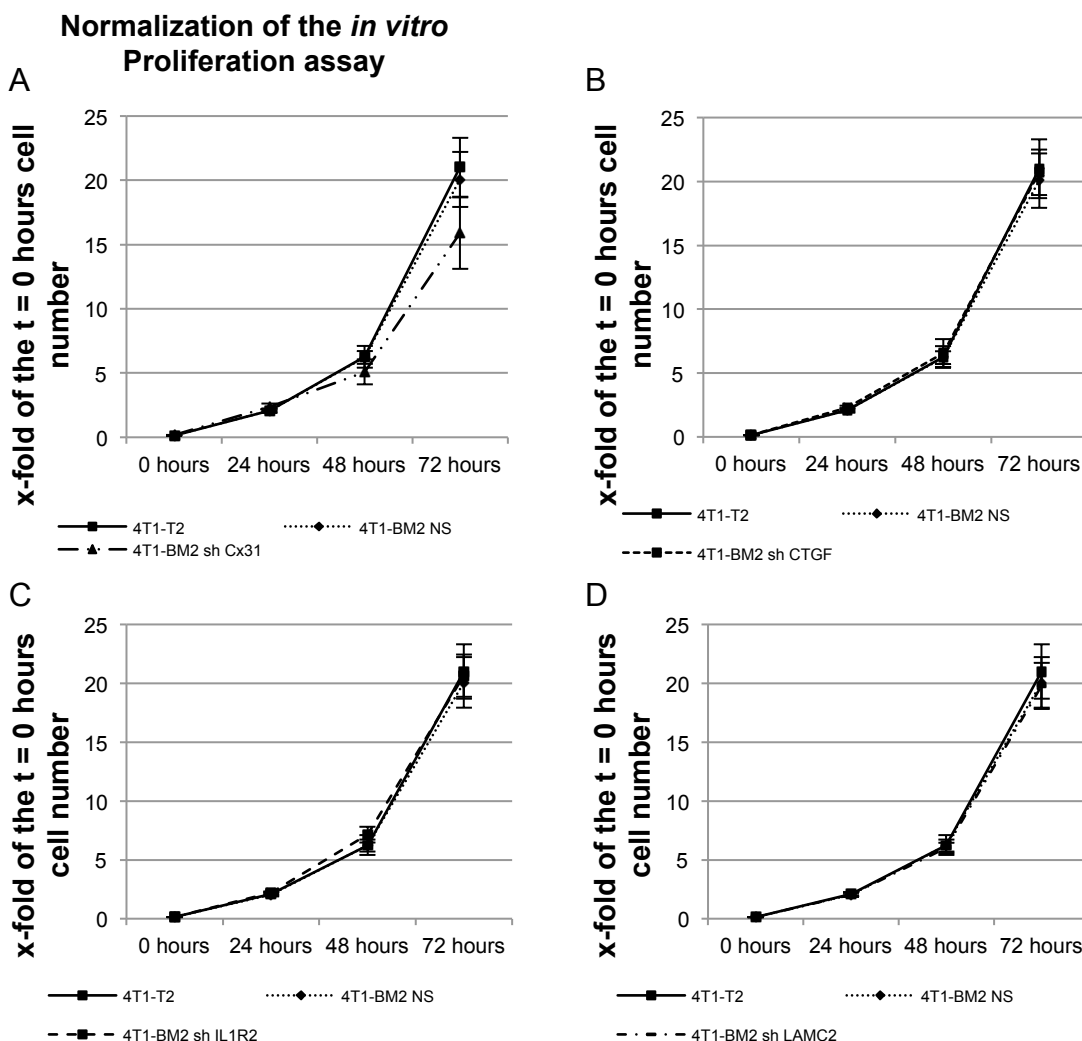 Normalization of the in vitro
Proliferation assay
A
x-fold of the t = 0 hours cell
number
25
20
15
10
5
0
0 hours 24 hours 48 hours 72 hours
4T1-T2 4T1-BM2 NS
4T1-BM2 sh Cx31
B
x-fold of the t = 0 hours cell
number
25
20
15
10
5
0
0 hours 24 hours 48 hours 72 hours
4T1-T2 4T1-BM2 NS
4T1-BM2 sh CTGF
C
x-fold of the t = 0 hours
cell number
25
20
15
10
5
0
0 hours 24 hours 48 hours 72 hours
4T1-T2 4T1-BM2 NS
4T1-BM2 sh IL1R2
D
x-fold of the t = 0 hours
cell number
25
20
15
10
5
0
0 hours 24 hours 48 hours 72 hours
4T1-T2 4T1-BM2 NS
4T1-BM2 sh LAMC2